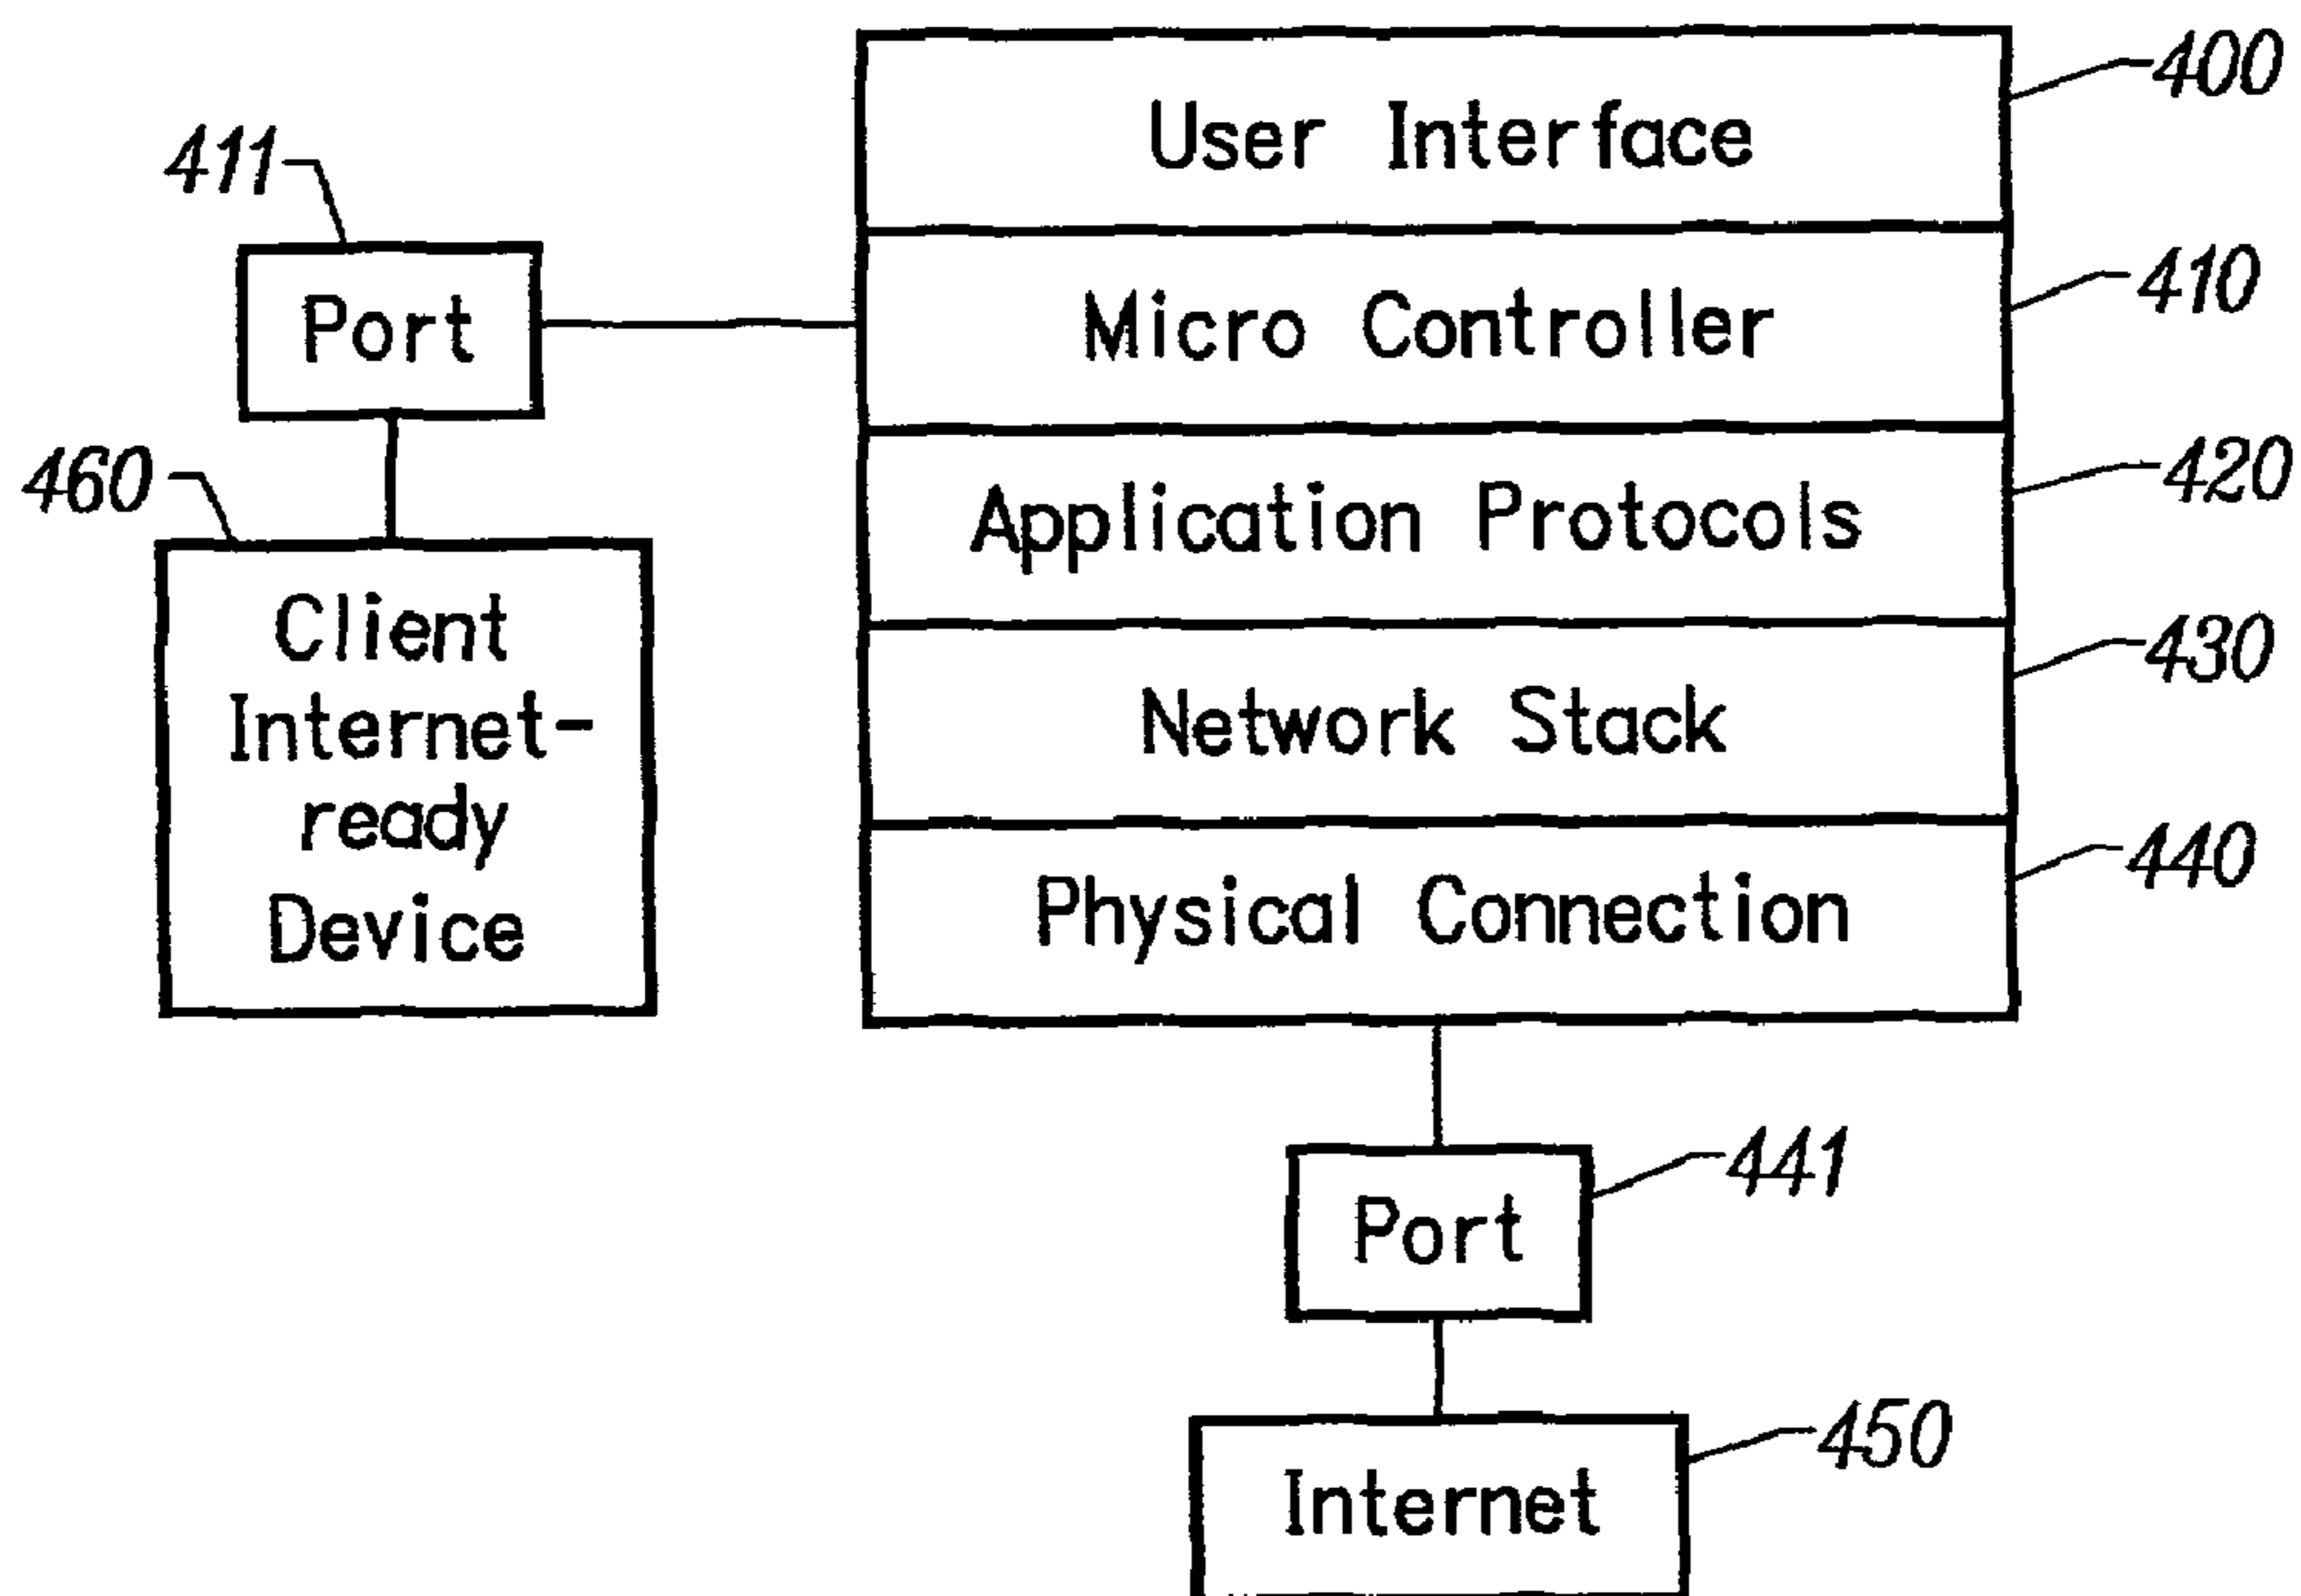 400
User Interface
411
410
Port
Micro Controller
460
420
Application Protocols
Client
Internet-
ready
Device
430
Network Stack
440
Physical Connection
441
Port
450
Internet